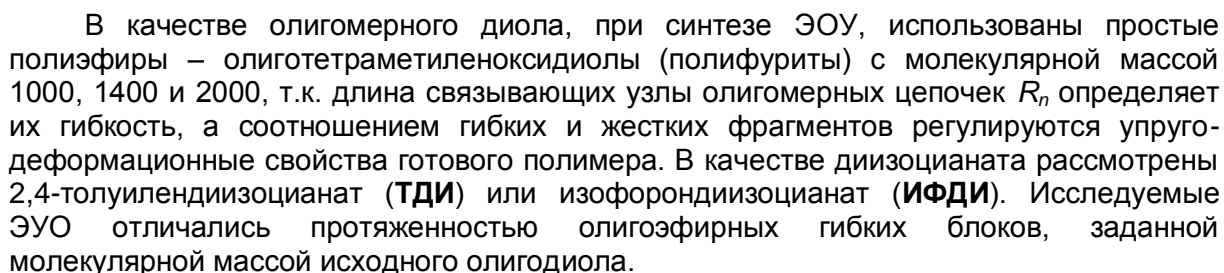 В качестве олигомерного диола, при синтезе ЭОУ, использованы простые
полиэфиры – олиготетраметиленоксидиолы (полифуриты) с молекулярной массой
1000, 1400 и 2000, т.к. длина связывающих узлы олигомерных цепочек Rn определяет
их гибкость, а соотношением гибких и жестких фрагментов регулируются упруго-
деформационные свойства готового полимера. В качестве диизоцианата рассмотрены
2,4-толуилендиизоцианат (ТДИ) или изофорондиизоцианат (ИФДИ). Исследуемые
ЭУО отличались протяженностью олигоэфирных гибких блоков, заданной
молекулярной массой исходного олигодиола.